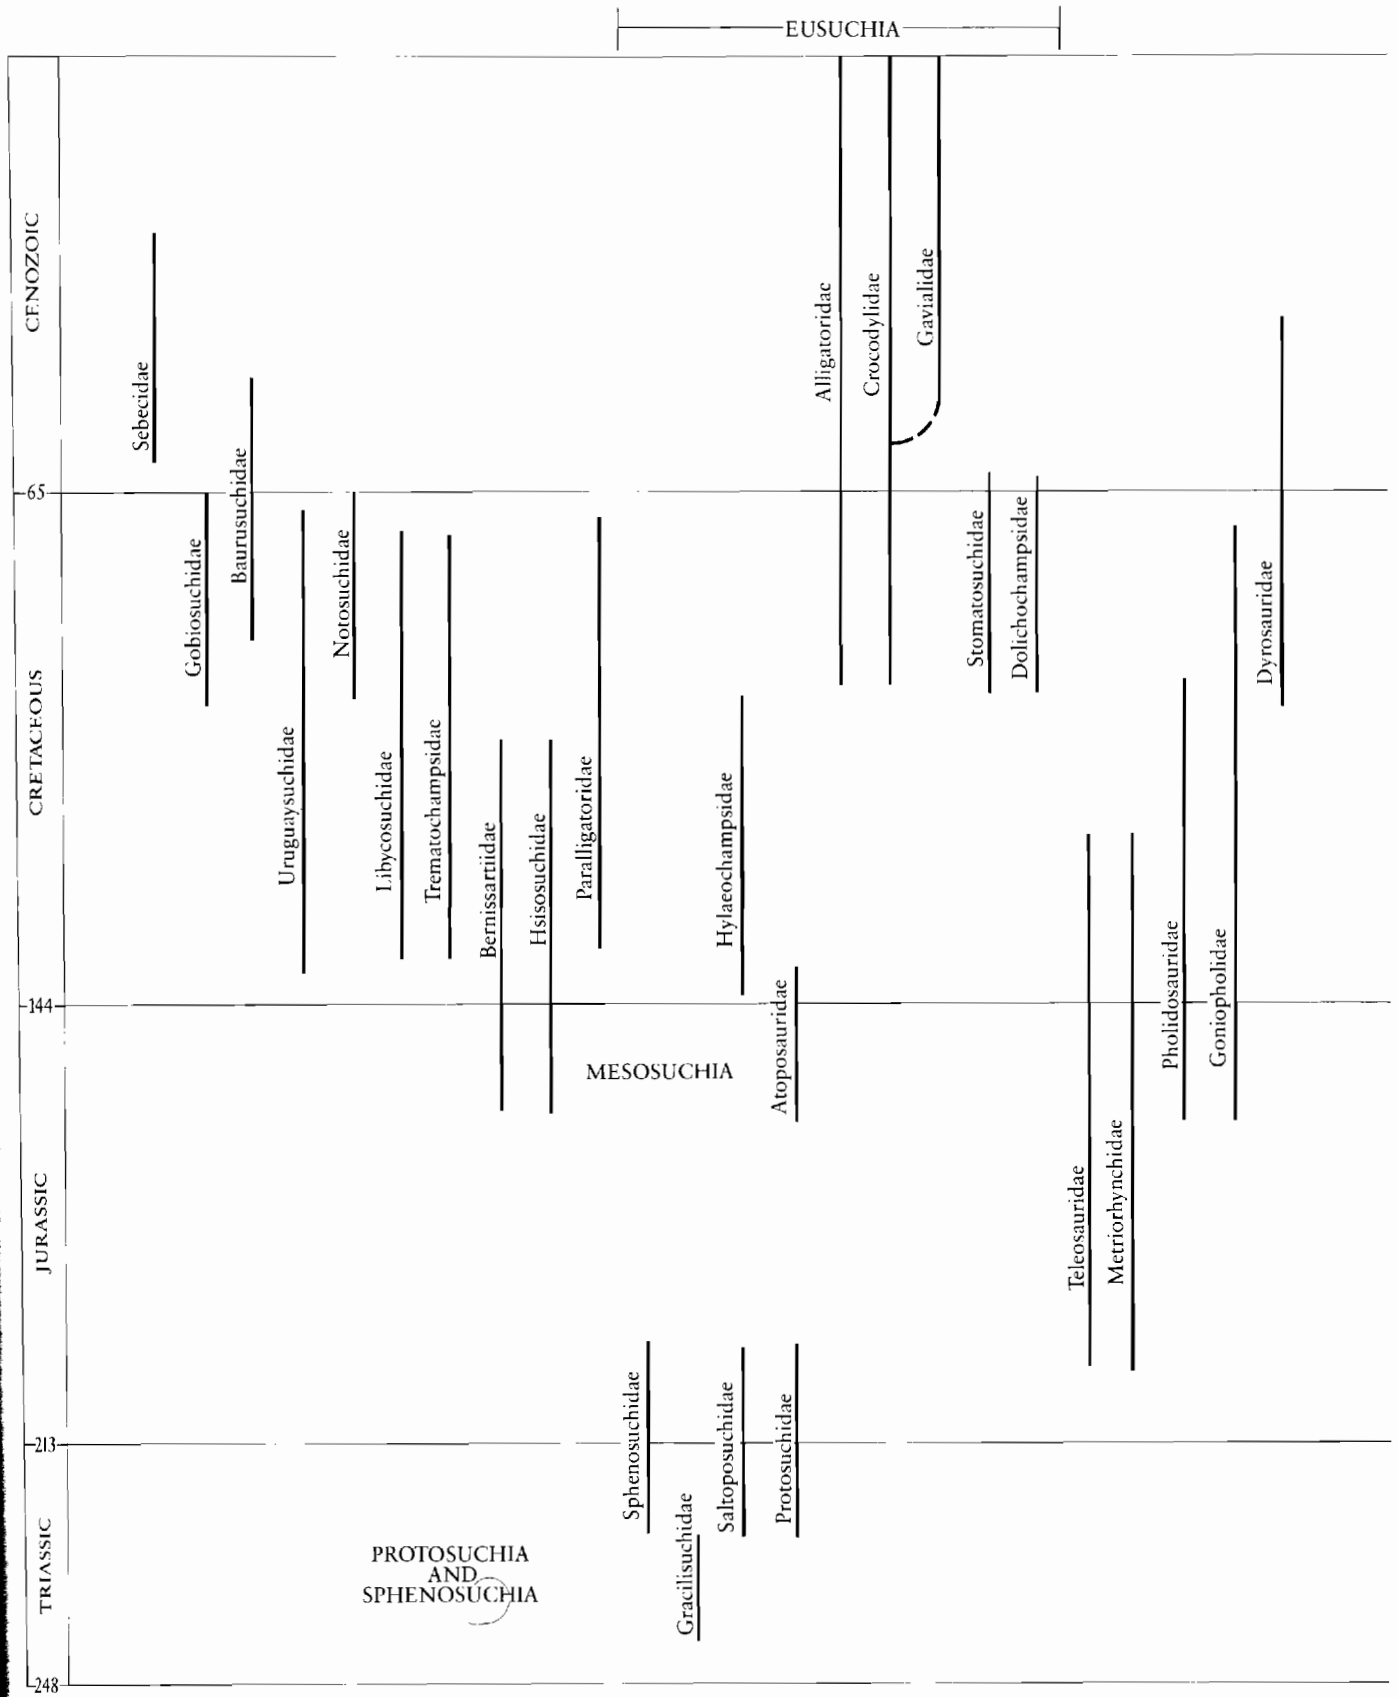 EUSUCHIA
CENOZOIC
Sebecidae
Alligatoridae
Crocodylidae
Gavialidae
65
Gobiosuchidae
Baurusuchidae
Notosuchidae
Stomatosuchidae
Dolichochampsidae
Dyrosauridae
CRETACEOUS
Uruguaysuchidae
Libycosuchidae
Trematochampsidae
Bernissartiidae
Hsisosuchidae
Paralligatoridae
Hylaeochampsidae
144
MESOSUCHIA
Atoposauridae
Pholidosauridae
Goniopholidae
JURASSIC
Teleosauridae
Metriorhynchidae
213
Sphenosuchidae
Gracilisuchidae
Saltoposuchidae
Protosuchidae
TRIASSIC
PROTOSUCHIA
AND
SPHENOSUCHIA
248